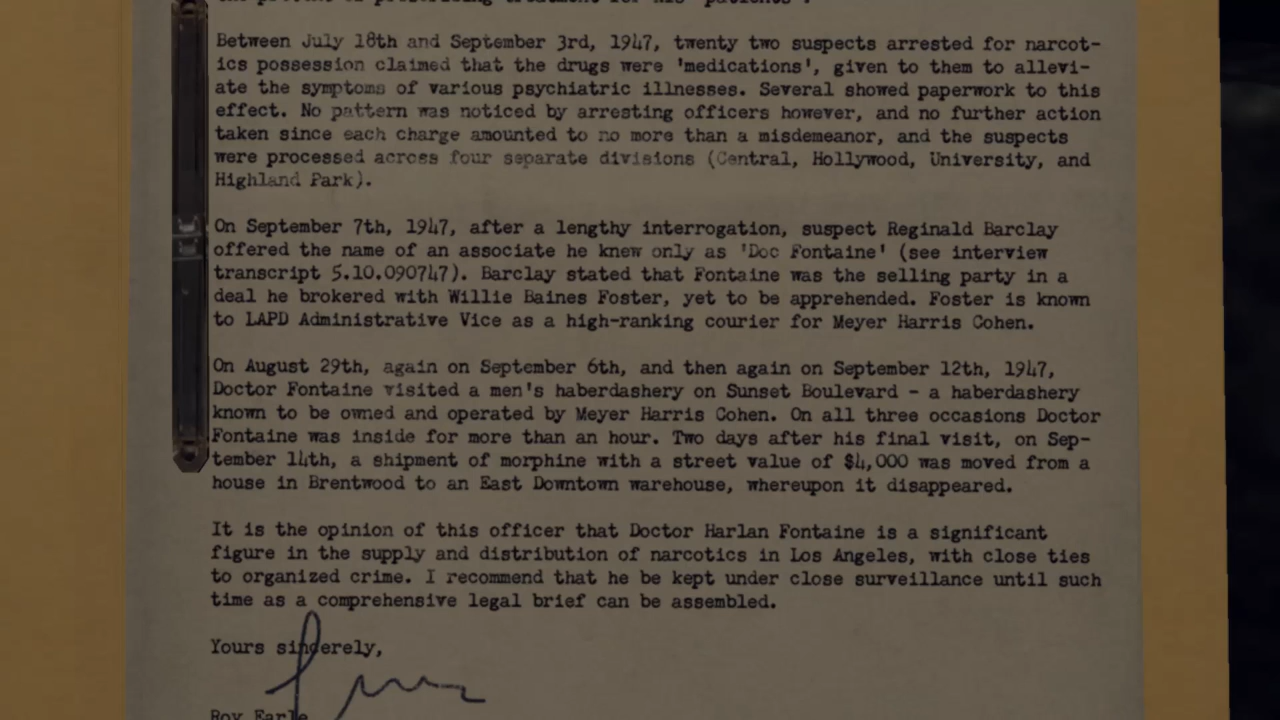 Between July 18th and September 3rd, 1947, twenty two suspects arrested for narcot-
ics possession claimed that the drugs were 'medications', given to them to allevi-
ate the symptoms of various psychiatric illnesses. Several showed paperwork to this
effect. No pattern was noticed by arresting officers however, and no further action
taken since each charge amounted to no more than a misdemeanor, and the suspects
were processed across four separate divisions (Central, Hollywood, University, and
Highland Park).
On September 7th, 1947, after a lengthy interrogation, suspect Reginald Barclay
offered the name of an associate he knew only as 'Doc Fontaine' (see interview
transcript 5.10.090747). Barclay stated that Fontaine was the selling party in a
deal he brokered with Willie Baines Foster, yet to be apprehended. Foster is known
to LAPD Administrative Vice as a high-ranking courier for Meyer Harris Cohen.
On August 29th, again on September 6th, and then again on September 12th, 1947,
Doctor Fontaine visited a men's haberdashery on Sunset Boulevard - a haberdashery
known to be owned and operated by Meyer Harris Cohen. On all three occasions Doctor
Fontaine was inside for more than an hour. Two days after his final visit, on Sep-
tember 14th, a shipment of morphine with a street value of $4,000 was moved from a
house in Brentwood to an East Downtown warehouse, whereupon it disappeared.
It is the opinion of this officer that Doctor Harlan Fontaine is a significant
figure in the supply and distribution of narcotics in Los Angeles, with close ties
to organized crime. I recommend that he be kept under close surveillance until such
time as a comprehensive legal brief can be assembled.
Yours sincerely,
Roy Earle